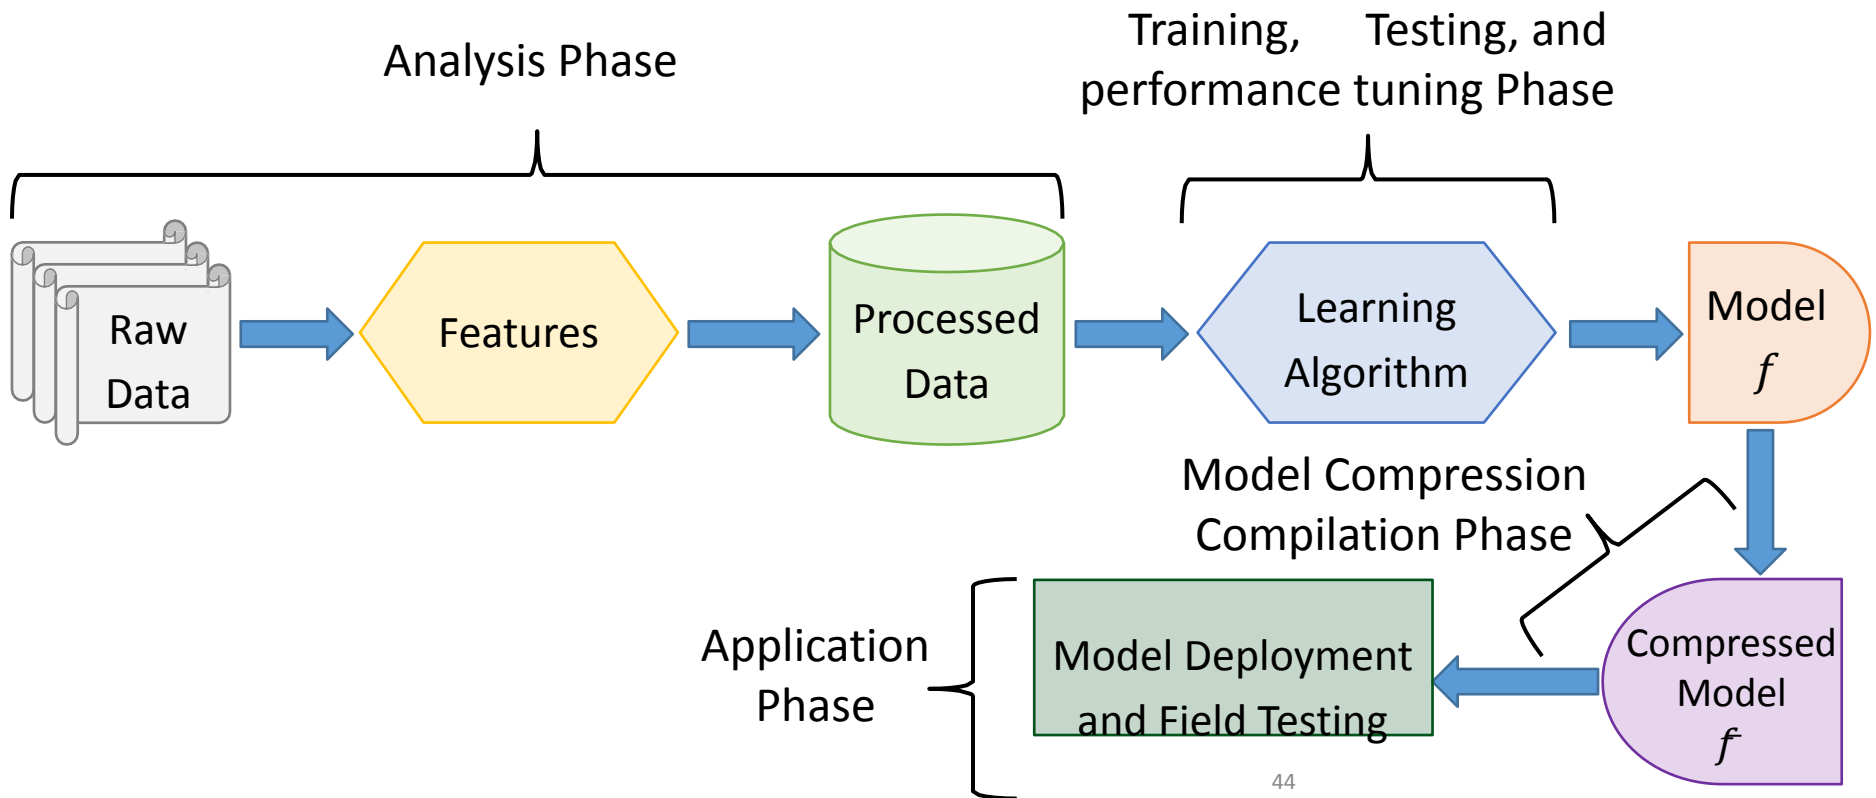 Analysis Phase
Training, Testing, and
performance tuning Phase
Raw
Data
Features
Processed
Data
Learning
Algorithm
Model
f
Model Compression
Compilation Phase
Compressed
Model
f̄
Model Deployment
and Field Testing
Application
Phase
44